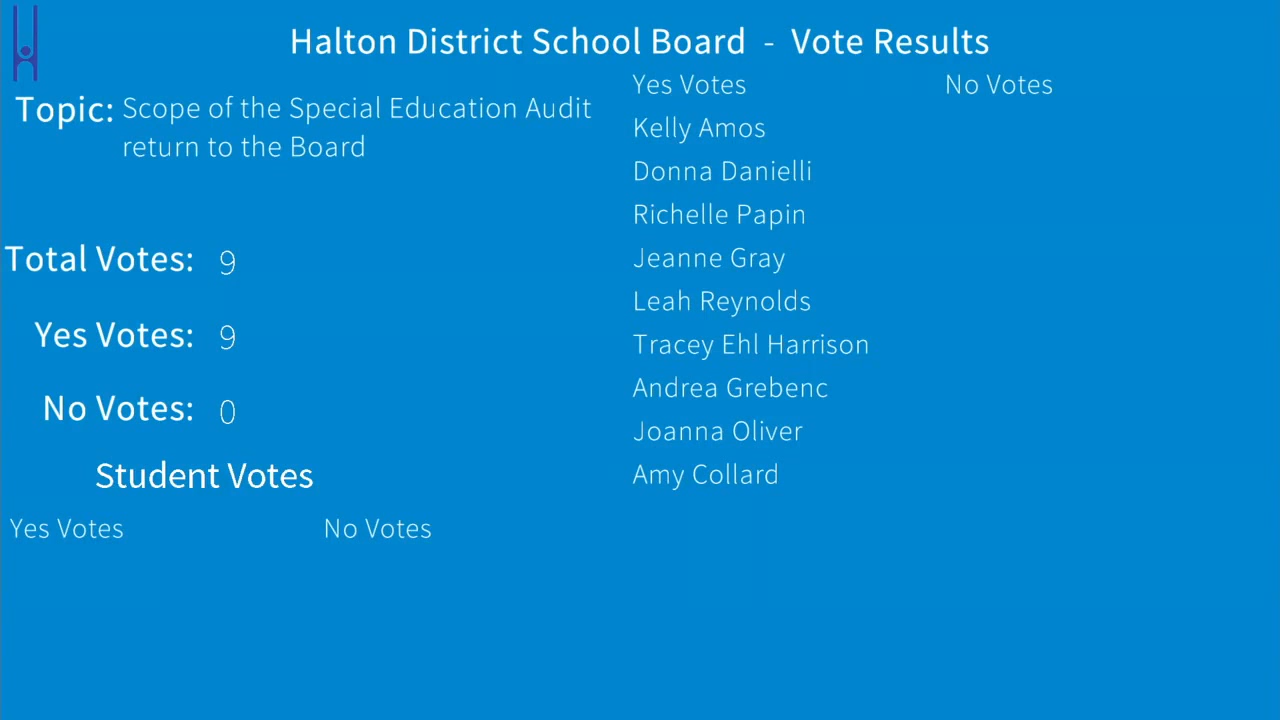 Halton District School Board - Vote Results
Topic: Scope of the Special Education Audit
return to the Board
Total Votes: 9
Yes Votes: 9
No Votes: 0
Student Votes
Yes Votes No Votes
Yes Votes No Votes
Kelly Amos
Donna Danielli
Richelle Papin
Jeanne Gray
Leah Reynolds
Tracey Ehl Harrison
Andrea Grebenc
Joanna Oliver
Amy Collard